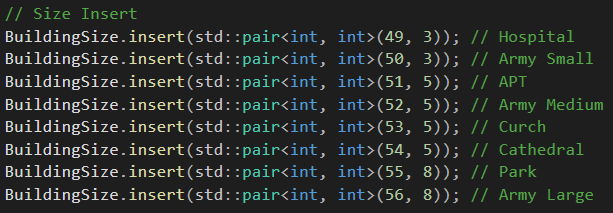 // Size Insert
BuildingSize.insert(std::pair<int, int>(49, 3)); // Hospital
BuildingSize.insert(std::pair<int, int>(50, 3)); // Army Small
BuildingSize.insert(std::pair<int, int>(51, 5)); // APT
BuildingSize.insert(std::pair<int, int>(52, 5)); // Army Medium
BuildingSize.insert(std::pair<int, int>(53, 5)); // Curch
BuildingSize.insert(std::pair<int, int>(54, 5)); // Cathedral
BuildingSize.insert(std::pair<int, int>(55, 8)); // Park
BuildingSize.insert(std::pair<int, int>(56, 8)); // Army Large